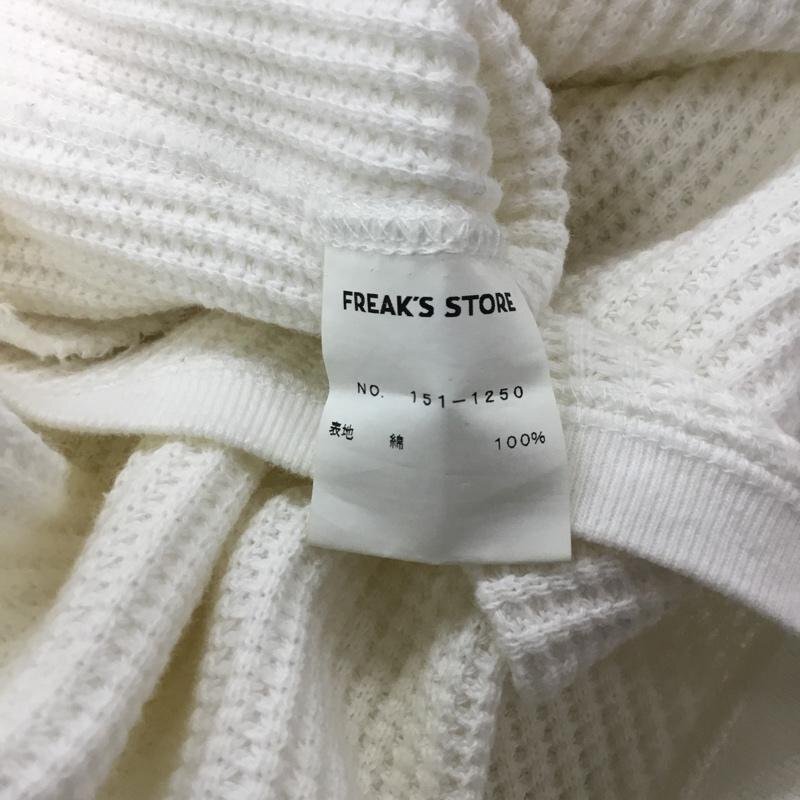 FREAK'S STORE
NO. 151-1250
表地 綿 100%